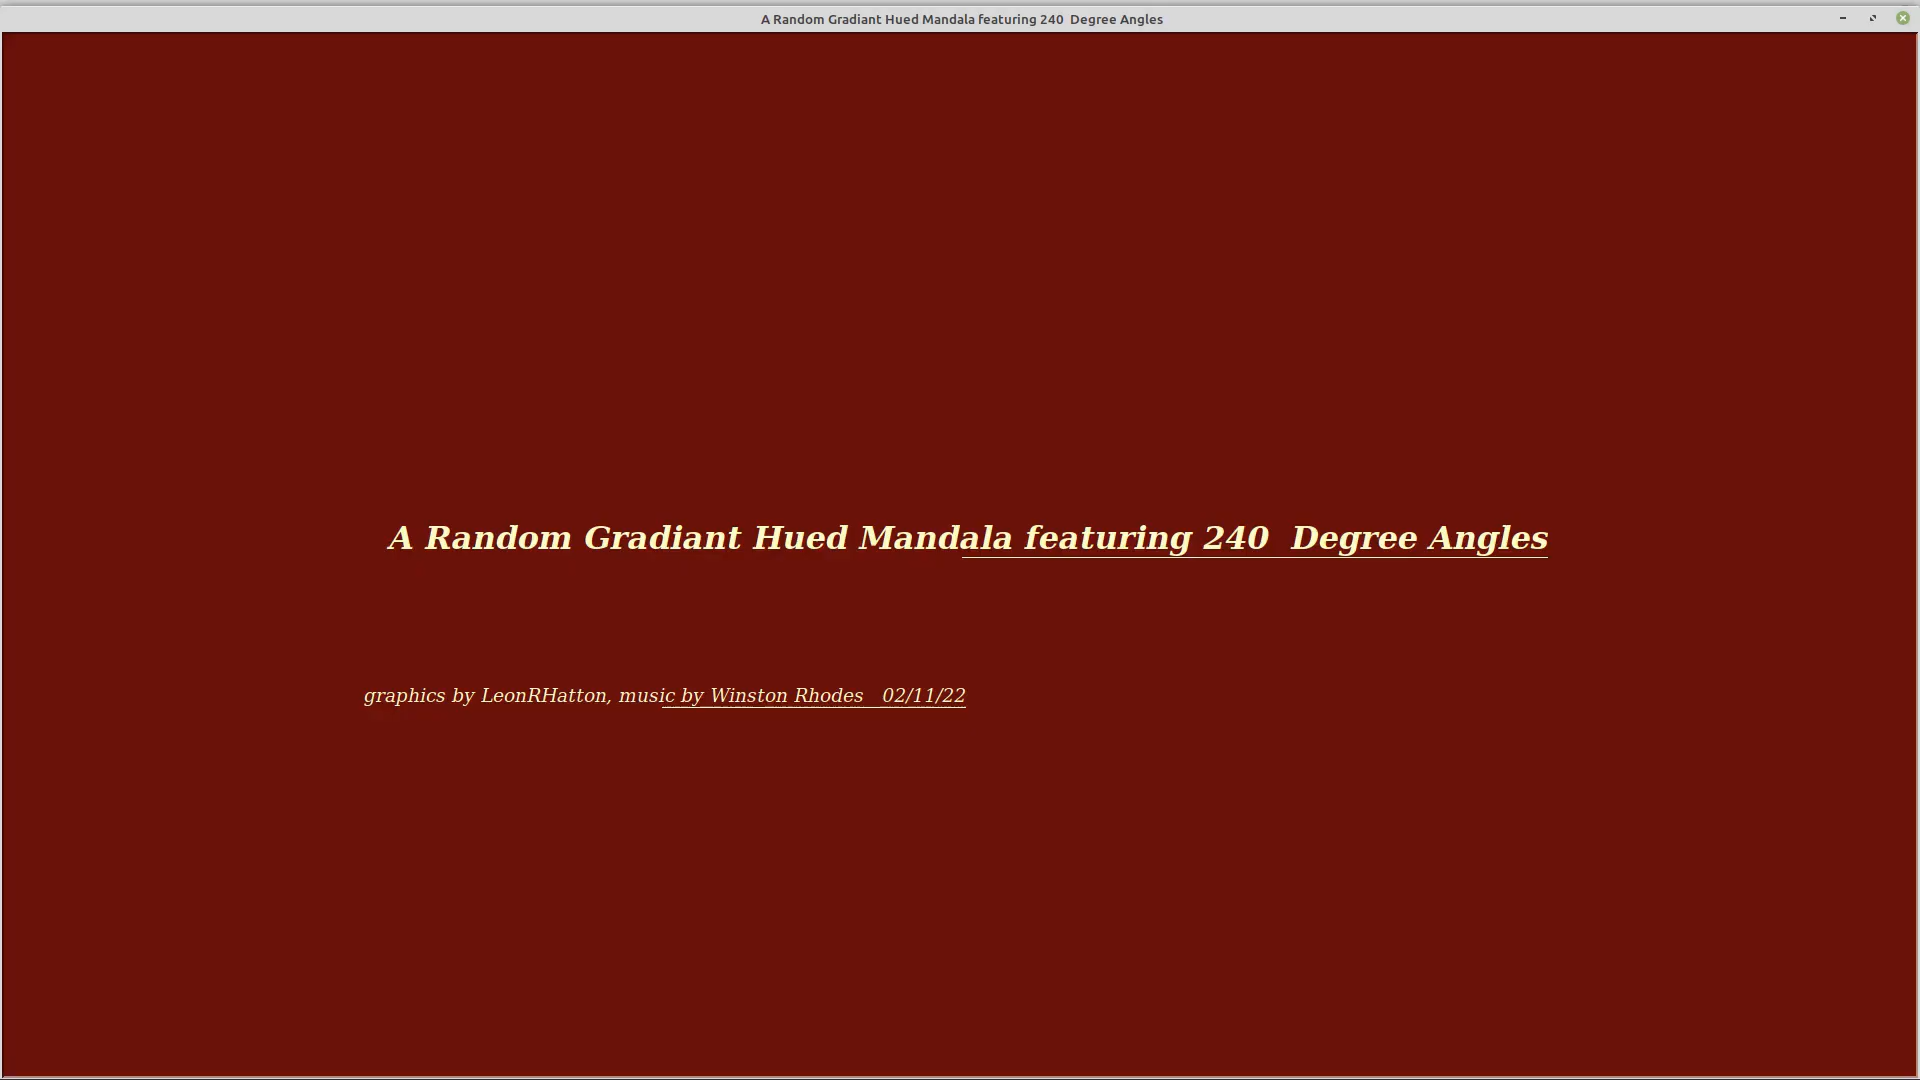 A Random Gradiant Hued Mandala featuring 240  Degree Angles
A Random Gradiant Hued Mandala featuring 240  Degree Angles
graphics by LeonRHatton, music by Winston Rhodes   02/11/22